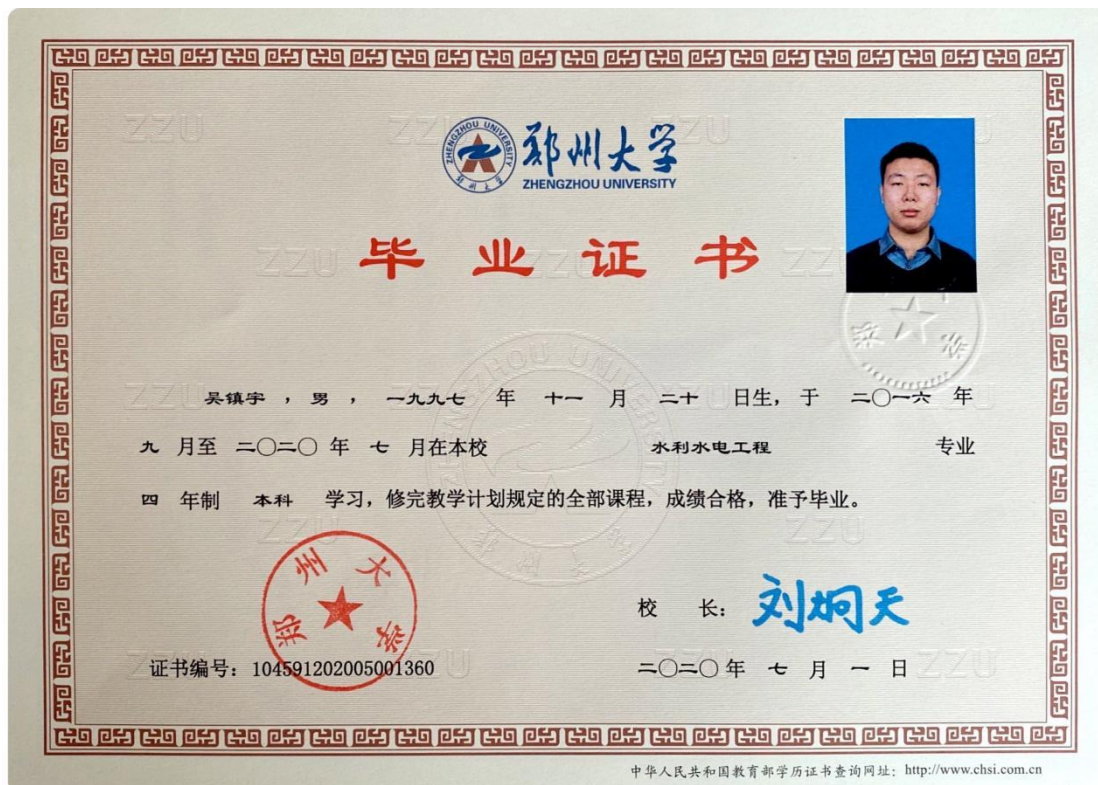 郑州大学
ZHENGZHOU UNIVERSITY
毕业证书
吴镇宇 ， 男 ， 一九九七 年 十一 月 二十 日生，于 二〇一六 年
九 月至 二〇二〇 年 七 月在本校 水利水电工程 专业
四 年制 本科 学习，修完教学计划规定的全部课程，成绩合格，准予毕业。
郑州大学
校 长： 刘炯天
证书编号：104591202005001360
二〇二〇 年 七 月 一 日
中华人民共和国教育部学历证书查询网址：http://www.chsi.com.cn